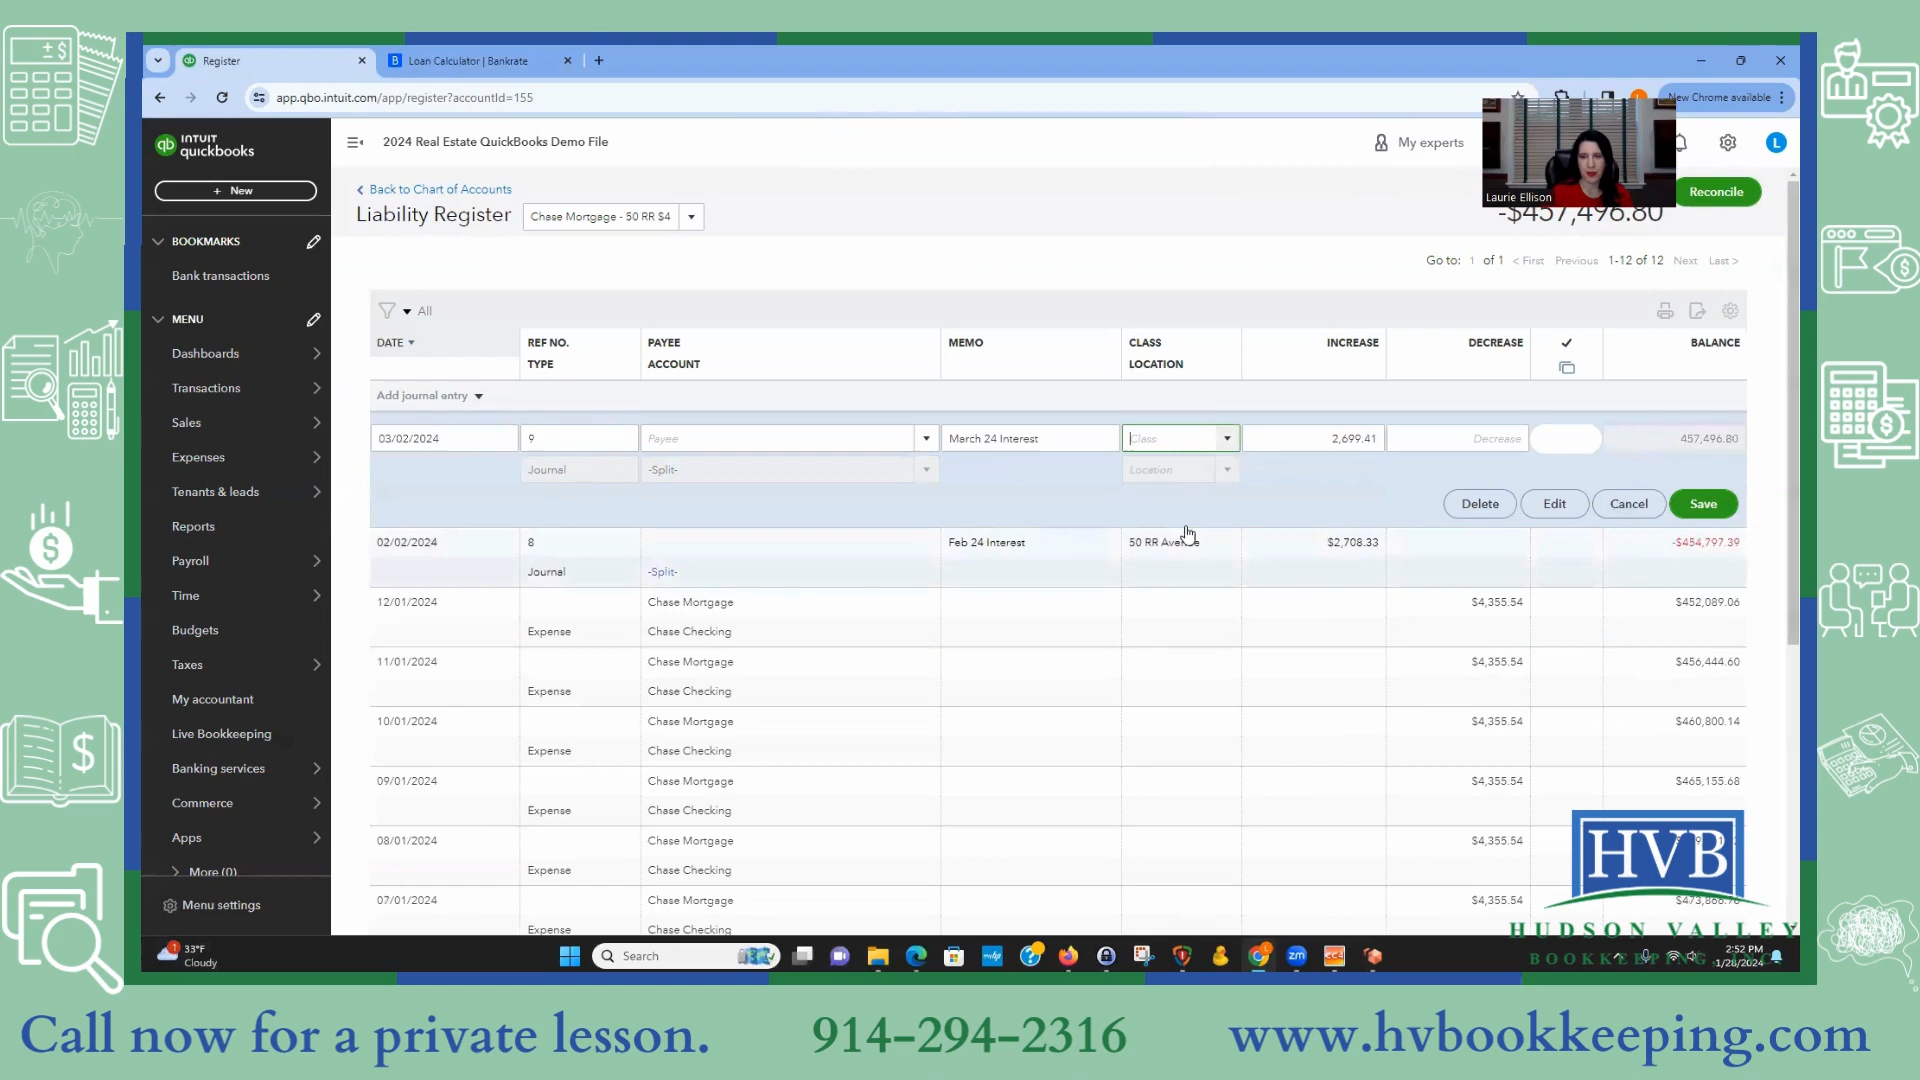 Register
Loan Calculator | Bankrate
app.qbo.intuit.com/app/register?accountId=155
New Chrome available
INTUIT
quickbooks
2024 Real Estate QuickBooks Demo File
My experts
L
Laurie Ellison
+ New
Back to Chart of Accounts
Reconcile
Liability Register
Chase Mortgage - 50 RR $4
-$457,496.80
BOOKMARKS
Bank transactions
Go to: 1 of 1 < First Previous 1-12 of 12 Next Last >
MENU
Dashboards
Transactions
Sales
Expenses
Tenants & leads
Reports
Payroll
Time
Budgets
Taxes
My accountant
Live Bookkeeping
Banking services
Commerce
Apps
More (0)
Menu settings
All
DATE REF NO. PAYEE MEMO CLASS INCREASE DECREASE ✓ BALANCE
TYPE ACCOUNT LOCATION
Add journal entry
03/02/2024 9 Payee March 24 Interest Class 2,699.41 Decrease 457,496.80
Journal -Split- Location
Delete Edit Cancel Save
02/02/2024 8 Feb 24 Interest 50 RR Avenue $2,708.33 -$454,797.39
Journal -Split-
12/01/2024 Chase Mortgage $4,355.54 $452,089.06
Expense Chase Checking
11/01/2024 Chase Mortgage $4,355.54 $456,444.60
Expense Chase Checking
10/01/2024 Chase Mortgage $4,355.54 $460,800.14
Expense Chase Checking
09/01/2024 Chase Mortgage $4,355.54 $465,155.68
Expense Chase Checking
08/01/2024 Chase Mortgage $4,355.54
Expense Chase Checking
07/01/2024 Chase Mortgage $4,355.54
Expense Chase Checking
HVB
HUDSON VALLEY
BOOKKEEPING,
1
33°F
Cloudy
Search
zm
2:52 PM
1/28/2024
Call now for a private lesson. 914-294-2316 www.hvbookkeeping.com